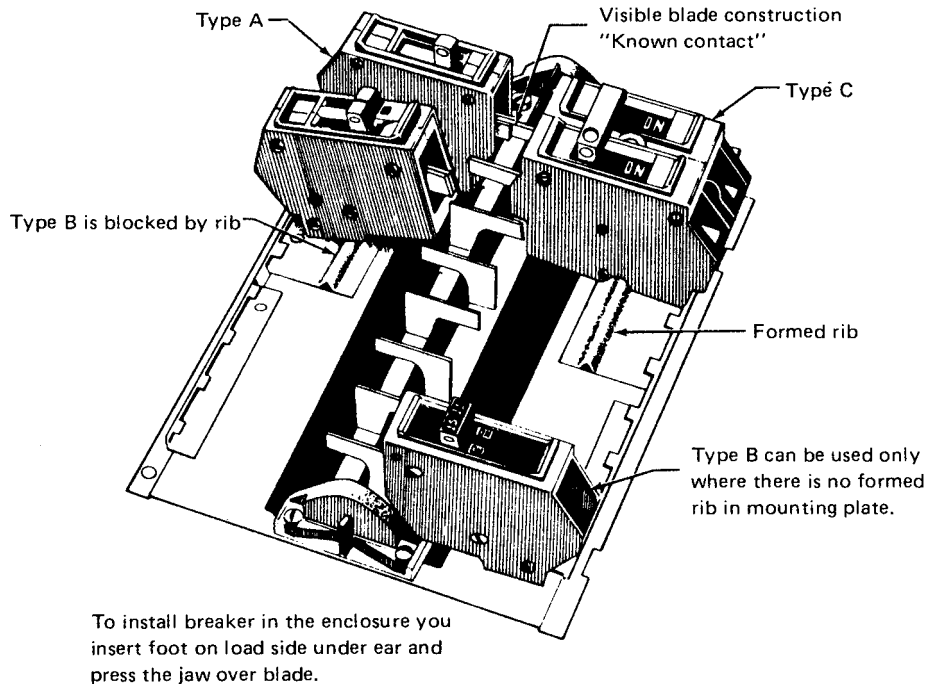 Type A
Visible blade construction
"Known contact"
Type C
ON
ON
Type B is blocked by rib
Formed rib
Type B can be used only
where there is no formed
rib in mounting plate.
To install breaker in the enclosure you
insert foot on load side under ear and
press the jaw over blade.